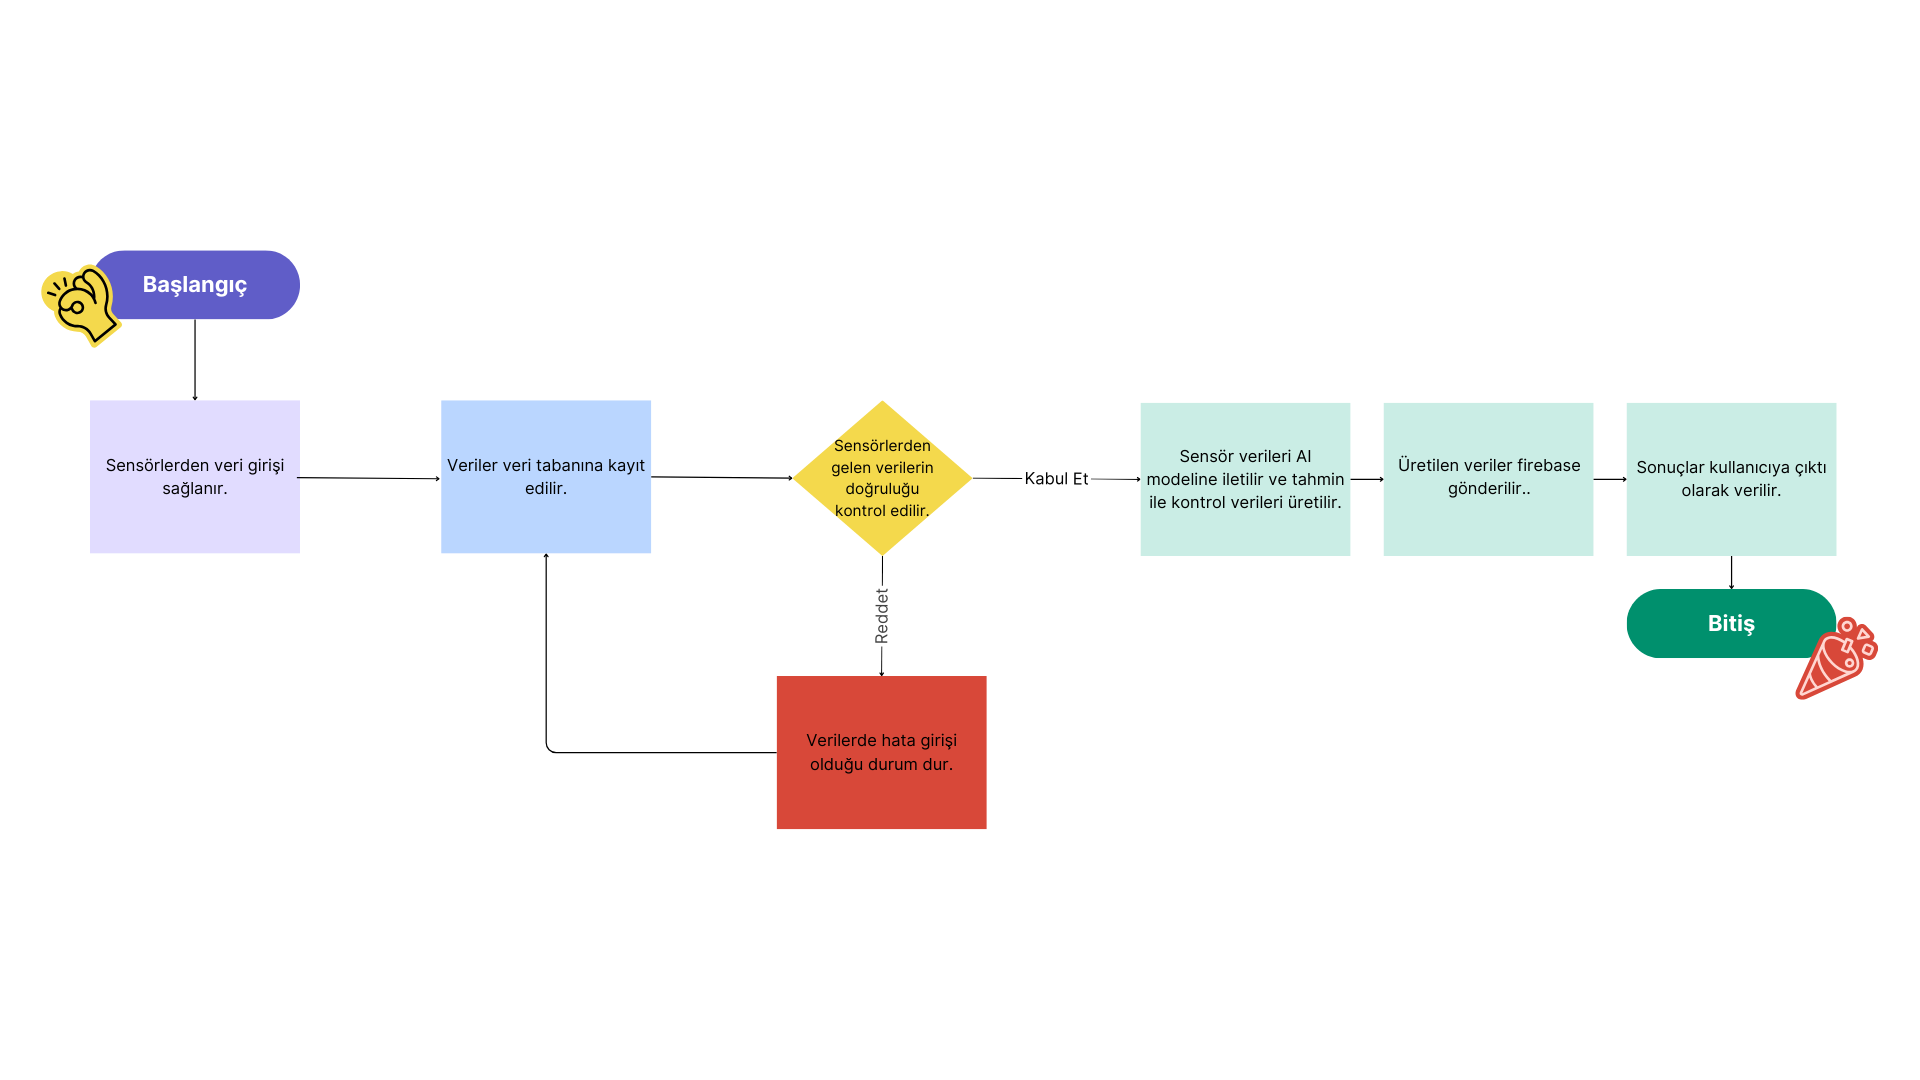 Başlangıç
Sensörlerden veri girişi
sağlanır.
Veriler veri tabanına kayıt
edilir.
Sensörlerden
gelen verilerin
doğruluğu
kontrol edilir.
Kabul Et
Reddet
Verilerde hata girişi
olduğu durum dur.
Sensör verileri AI
modeline iletilir ve tahmin
ile kontrol verileri üretilir.
Üretilen veriler firebase
gönderilir..
Sonuçlar kullanıcıya çıktı
olarak verilir.
Bitiş